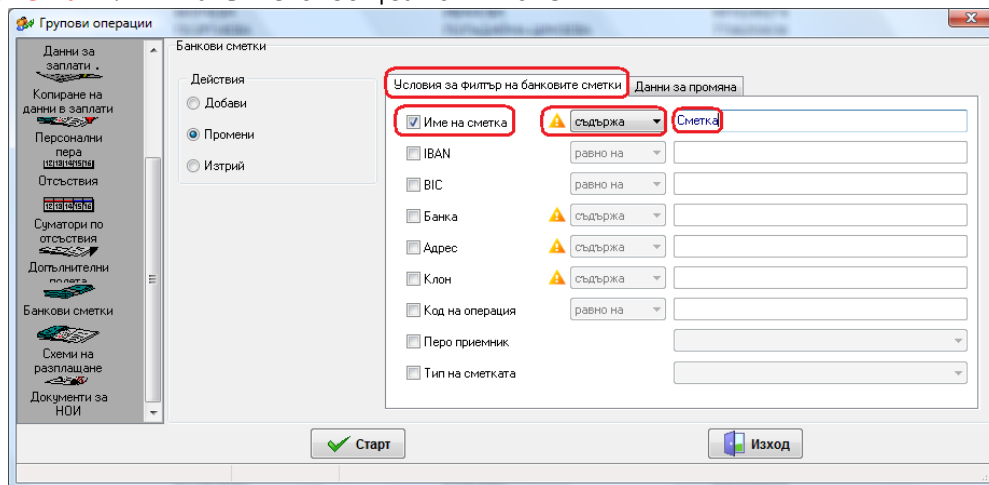 Групови операции
Данни за
заплати .
Копиране на
данни в заплати
Персонални
пера
Отсъствия
Суматори по
отсъствия
Допълнителни
полета
Банкови сметки
Схеми на
разплащане
Документи за
НОИ
Банкови сметки
Действия
Добави
Промени
Изтрий
Условия за филтър на банковите сметки
Данни за промяна
Име на сметка съдържа Сметка
IBAN равно на
BIC равно на
Банка съдържа
Адрес съдържа
Клон съдържа
Код на операция равно на
Перо приемник
Тип на сметката
Старт
Изход